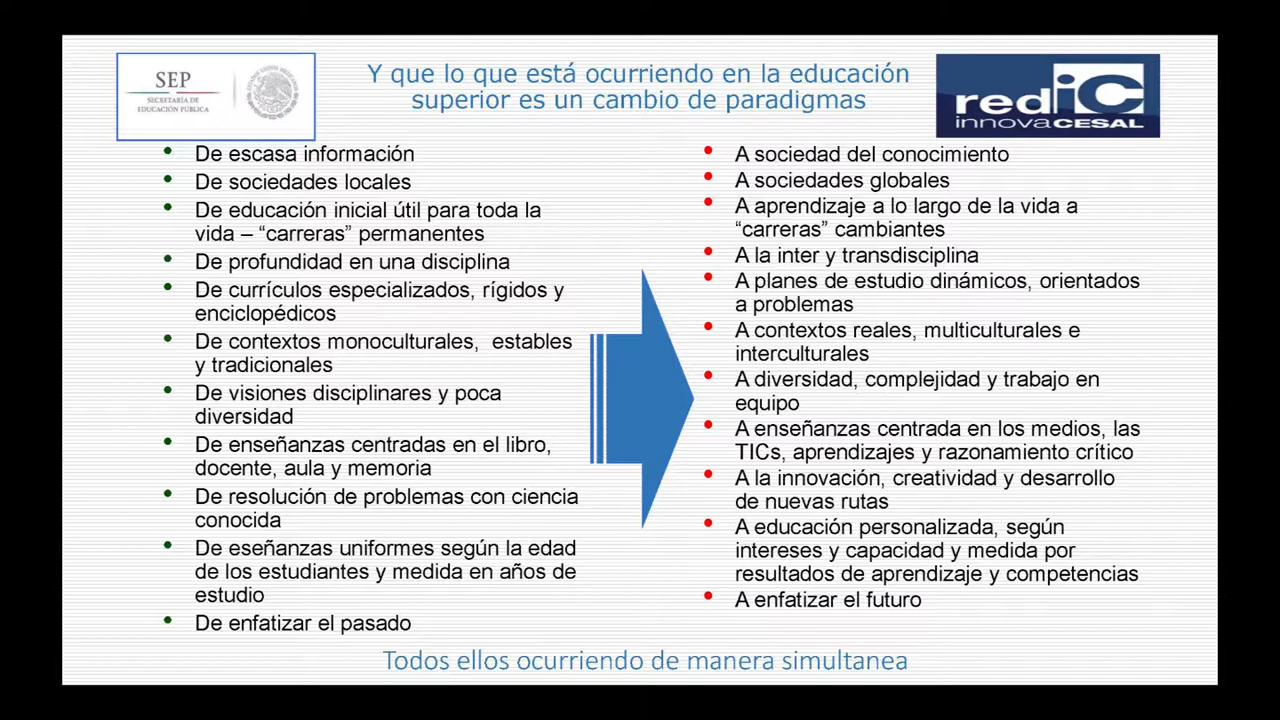 SEP
SECRETARÍA DE
EDUCACIÓN PÚBLICA
Y que lo que está ocurriendo en la educación
superior es un cambio de paradigmas
red iC
innovaCESAL
• De escasa información
• De sociedades locales
• De educación inicial útil para toda la
vida – “carreras” permanentes
• De profundidad en una disciplina
• De currículos especializados, rígidos y
enciclopédicos
• De contextos monoculturales, estables
y tradicionales
• De visiones disciplinares y poca
diversidad
• De enseñanzas centradas en el libro,
docente, aula y memoria
• De resolución de problemas con ciencia
conocida
• De eseñanzas uniformes según la edad
de los estudiantes y medida en años de
estudio
• De enfatizar el pasado
• A sociedad del conocimiento
• A sociedades globales
• A aprendizaje a lo largo de la vida a
“carreras” cambiantes
• A la inter y transdisciplina
• A planes de estudio dinámicos, orientados
a problemas
• A contextos reales, multiculturales e
interculturales
• A diversidad, complejidad y trabajo en
equipo
• A enseñanzas centrada en los medios, las
TICs, aprendizajes y razonamiento crítico
• A la innovación, creatividad y desarrollo
de nuevas rutas
• A educación personalizada, según
intereses y capacidad y medida por
resultados de aprendizaje y competencias
• A enfatizar el futuro
Todos ellos ocurriendo de manera simultanea